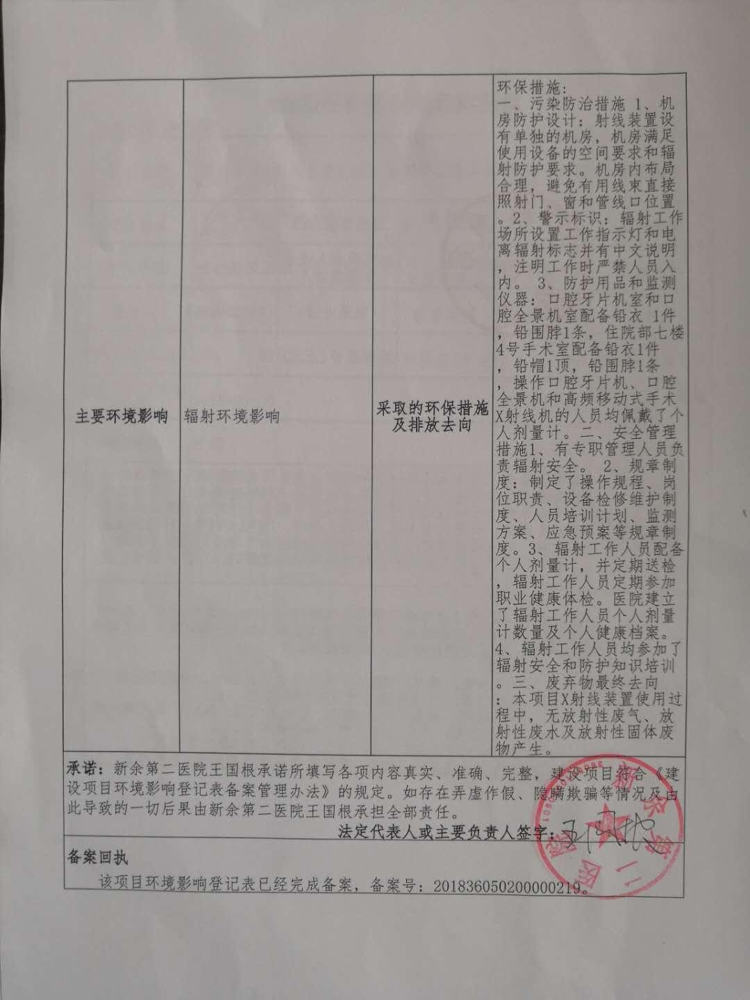 环保措施:
一、污染防治措施 1、机
房防护设计：射线装置设
有单独的机房，机房满足
使用设备的空间要求和辐
射防护要求。机房内布局
合理，避免有用线束直接
照射门、窗和管线口位置
。2、警示标识：辐射工作
场所设置工作指示灯和电
离辐射标志并有中文说明
，注明工作时严禁人员入
内。 3、防护用品和监测
仪器：口腔牙片机室和口
腔全景机室配备铅衣 1件
，铅围脖1条，住院部七楼
4号手术室配备铅衣1件
，铅帽1顶，铅围脖1条
，操作口腔牙片机、口腔
全景机和高频移动式手术
X射线机的人员均佩戴了个
人剂量计。二、安全管理
措施1、有专职管理人员负
责辐射安全。 2、规章制
度：制定了操作规程、岗
位职责、设备检修维护制
度、人员培训计划、监测
方案、应急预案等规章制
度。3、辐射工作人员配备
个人剂量计，并定期送检
，辐射工作人员定期参加
职业健康体检。医院建立
了辐射工作人员个人剂量
计数量及个人健康档案。
4、辐射工作人员均参加了
辐射安全和防护知识培训
。三、废弃物最终去向
：本项目X射线装置使用过
程中，无放射性废气、放
射性废水及放射性固体废
物产生。
主要环境影响
辐射环境影响
采取的环保措施
及排放去向
承诺：新余第二医院王国根承诺所填写各项内容真实、准确、完整，建设项目符合《建
设项目环境影响登记表备案管理办法》的规定。如存在弄虚作假、隐瞒欺骗等情况及由
此导致的一切后果由新余第二医院王国根承担全部责任。
法定代表人或主要负责人签字：王国根
备案回执
该项目环境影响登记表已经完成备案，备案号：201836050200000219。
新余第二医院